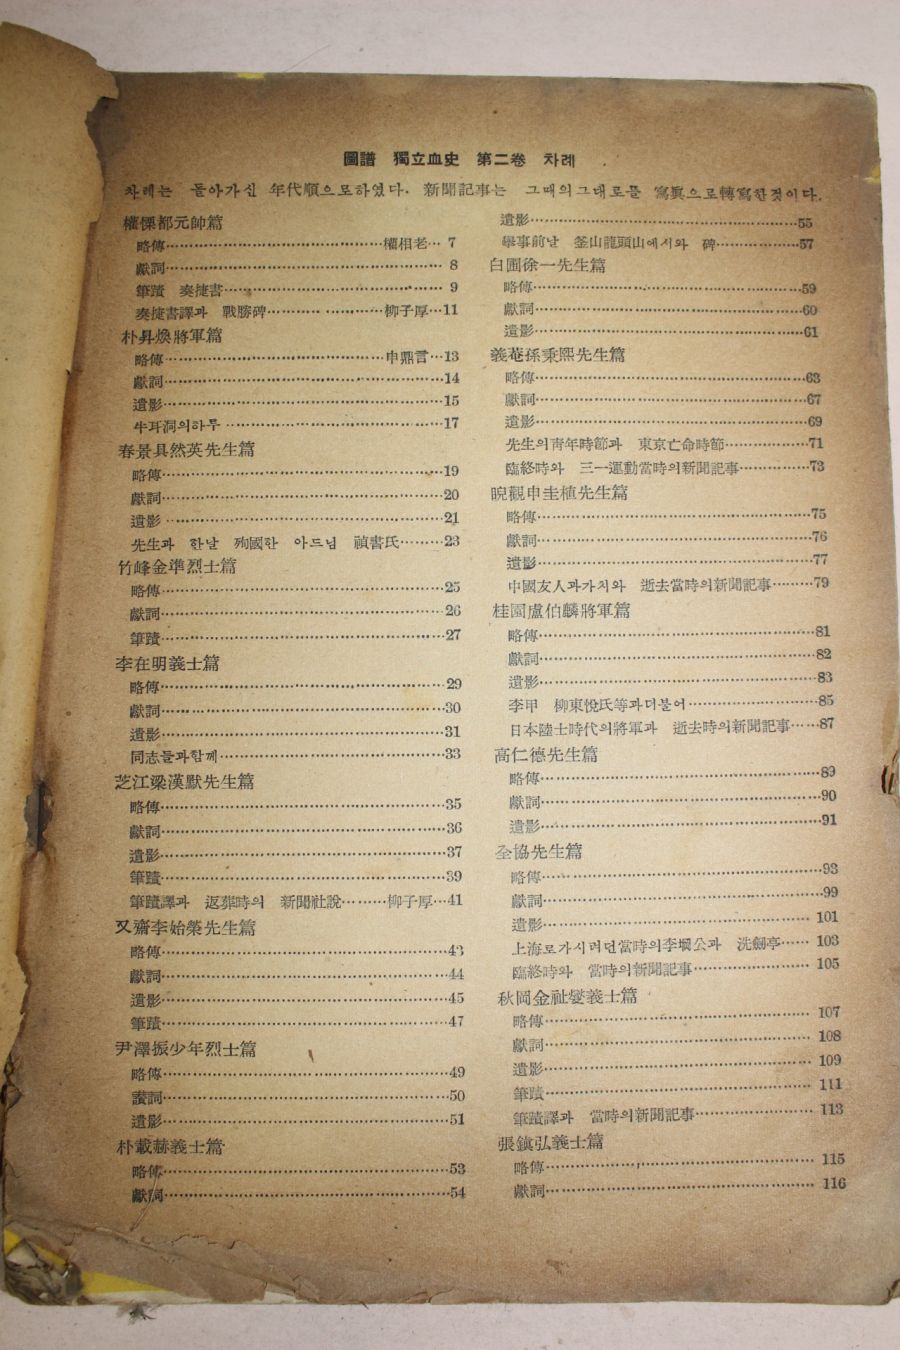 圖譜 獨立血史 第二卷 차례
차례는 돌아가신 年代順으로하였다. 新聞記事는 그때의그대로를 寫眞으로轉寫한것이다.
權慄都元帥篇
略傳……權相老…7
獻詞……8
筆蹟 奏捷書……9
奏捷書譯과 戰勝碑……柳子厚…11
朴昇煥將軍篇
略傳……申鼎言…13
獻詞……14
遺影……15
牛耳洞의하루……17
春景具然英先生篇
略傳……19
獻詞……20
遺影……21
先生과 한날 殉國한 아드님 禎書氏……23
竹峰金準烈士篇
略傳……25
獻詞……26
筆蹟……27
李在明義士篇
略傳……29
獻詞……30
遺影……31
同志들과함께……33
芝江梁漢默先生篇
略傳……35
獻詞……36
遺影……37
筆蹟……39
筆蹟譯과 返葬時의 新聞社說……柳子厚…41
又齋李始榮先生篇
略傳……43
獻詞……44
遺影……45
筆蹟……47
尹澤振少年烈士篇
略傳……49
讚詞……50
遺影……51
朴載赫義士篇
略傳……53
獻詞……54
遺影……55
擧事前날 釜山龍頭山에서와 碑……57
白圃徐一先生篇
略傳……59
獻詞……60
遺影……61
義菴孫秉熙先生篇
略傳……63
獻詞……67
遺影……69
先生의靑年時節과 東京亡命時節……71
臨終時와 三一運動當時의新聞記事……73
睨觀申圭植先生篇
略傳……75
獻詞……76
遺影……77
中國友人과가치와 逝去當時의新聞記事……79
桂園盧伯麟將軍篇
略傳……81
獻詞……82
遺影……83
李甲 柳東悅氏等과더불어……85
日本陸士時代의將軍과 逝去時의新聞記事……87
高仁德先生篇
略傳……89
獻詞……90
遺影……91
全協先生篇
略傳……93
獻詞……99
遺影……101
上海로가시려던當時의李堈公과 洗劍亭……103
臨終時와 當時의新聞記事……105
秋岡金祉燮義士篇
略傳……107
獻詞……108
遺影……109
筆蹟……111
筆蹟譯과 當時의新聞記事……113
張鎭弘義士篇
略傳……115
獻詞……116